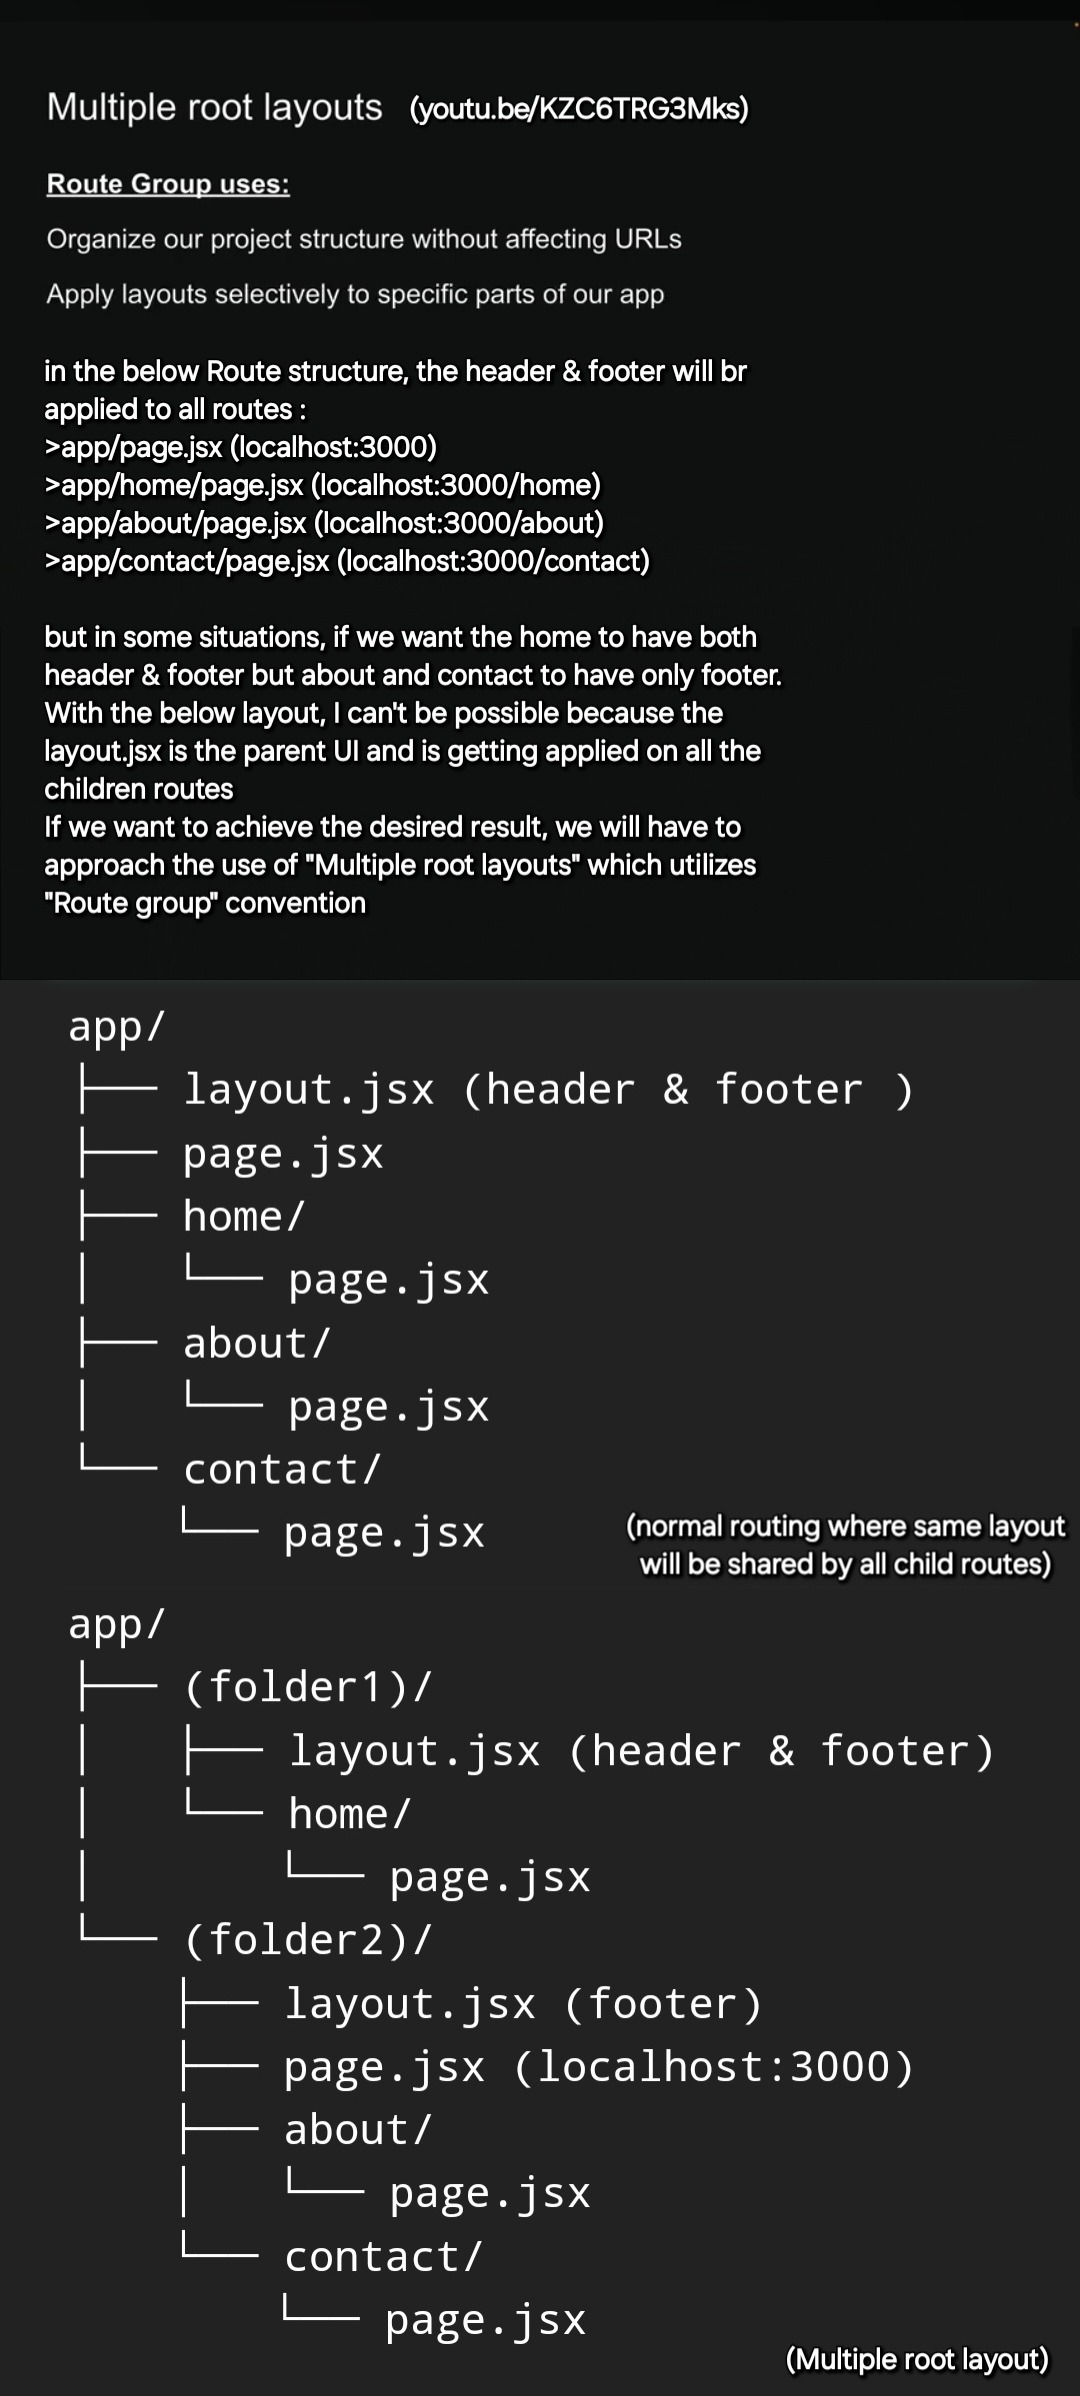 Multiple root layouts (youtu.be/KZC6TRG3Mks)
Route Group uses:
Organize our project structure without affecting URLs
Apply layouts selectively to specific parts of our app
in the below Route structure, the header & footer will br
applied to all routes :
>app/page.jsx (localhost:3000)
>app/home/page.jsx (localhost:3000/home)
>app/about/page.jsx (localhost:3000/about)
>app/contact/page.jsx (localhost:3000/contact)
but in some situations, if we want the home to have both
header & footer but about and contact to have only footer.
With the below layout, I can't be possible because the
layout.jsx is the parent UI and is getting applied on all the
children routes
If we want to achieve the desired result, we will have to
approach the use of "Multiple root layouts" which utilizes
"Route group" convention
app/
├── layout.jsx (header & footer )
├── page.jsx
├── home/
│   └── page.jsx
├── about/
│   └── page.jsx
└── contact/
    └── page.jsx
(normal routing where same layout
will be shared by all child routes)
app/
├── (folder1)/
│   ├── layout.jsx (header & footer)
│   └── home/
│       └── page.jsx
└── (folder2)/
    ├── layout.jsx (footer)
    ├── page.jsx (localhost:3000)
    ├── about/
    │   └── page.jsx
    └── contact/
        └── page.jsx
(Multiple root layout)